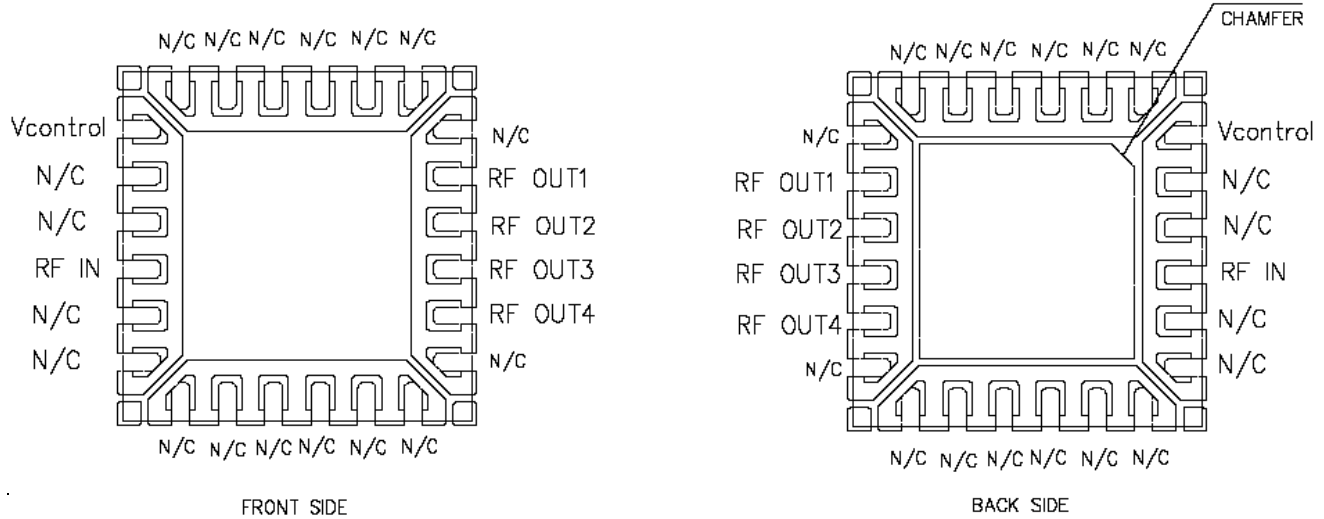 CHAMFER
N/C N/C N/C N/C N/C N/C
N/C N/C N/C N/C N/C N/C
Vcontrol
N/C
N/C
Vcontrol
N/C
RF OUT1
RF OUT1
N/C
N/C
RF OUT2
RF OUT2
N/C
RF IN
RF OUT3
RF OUT3
RF IN
N/C
RF OUT4
RF OUT4
N/C
N/C
N/C
N/C
N/C
N/C N/C N/C N/C N/C N/C
N/C N/C N/C N/C N/C N/C
FRONT SIDE
BACK SIDE